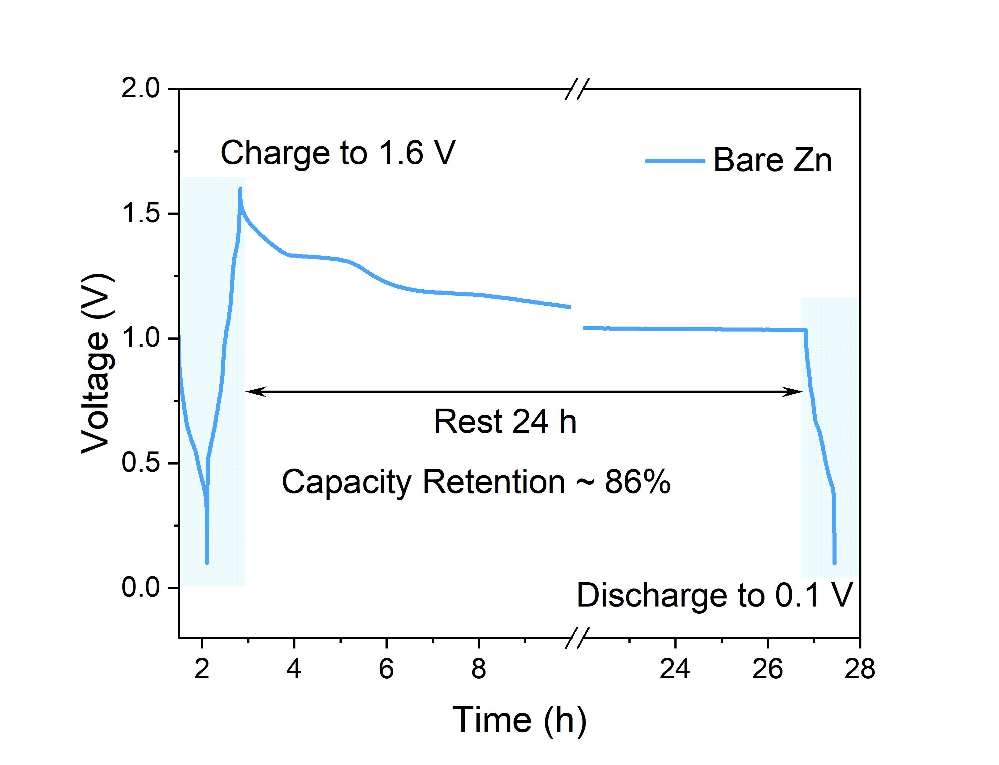 2.0
Charge to 1.6 V
Bare Zn
1.5
1.0
Voltage (V)
Rest 24 h
0.5
Capacity Retention ~ 86%
0.0
Discharge to 0.1 V
2 4 6 8 24 26 28
Time (h)